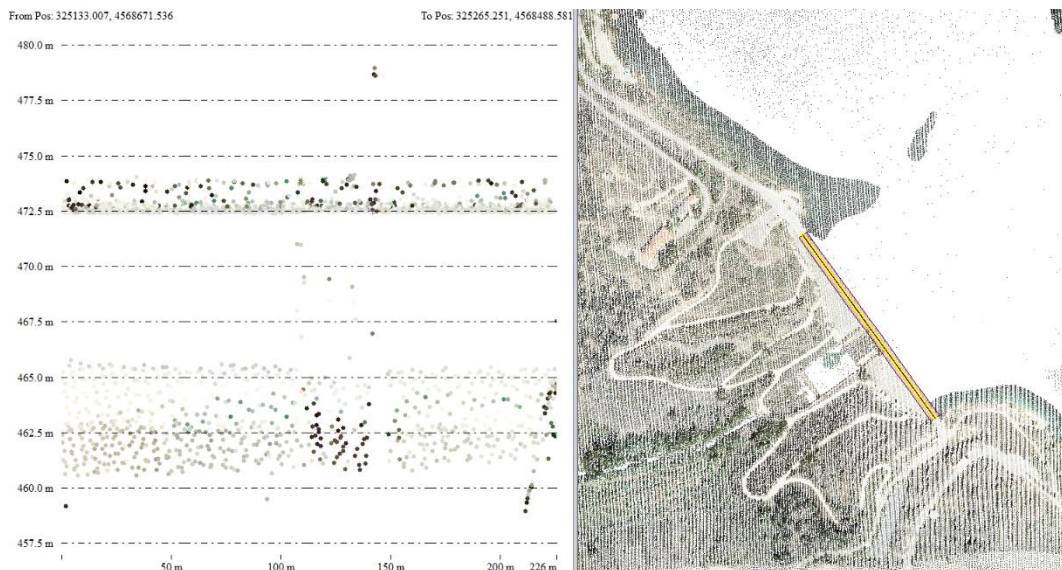 From Pos: 325133.007, 4568671.536
To Pos: 325265.251, 4568488.581
480.0 m
477.5 m
475.0 m
472.5 m
470.0 m
467.5 m
465.0 m
462.5 m
460.0 m
457.5 m
50 m
100 m
150 m
200 m
226 m